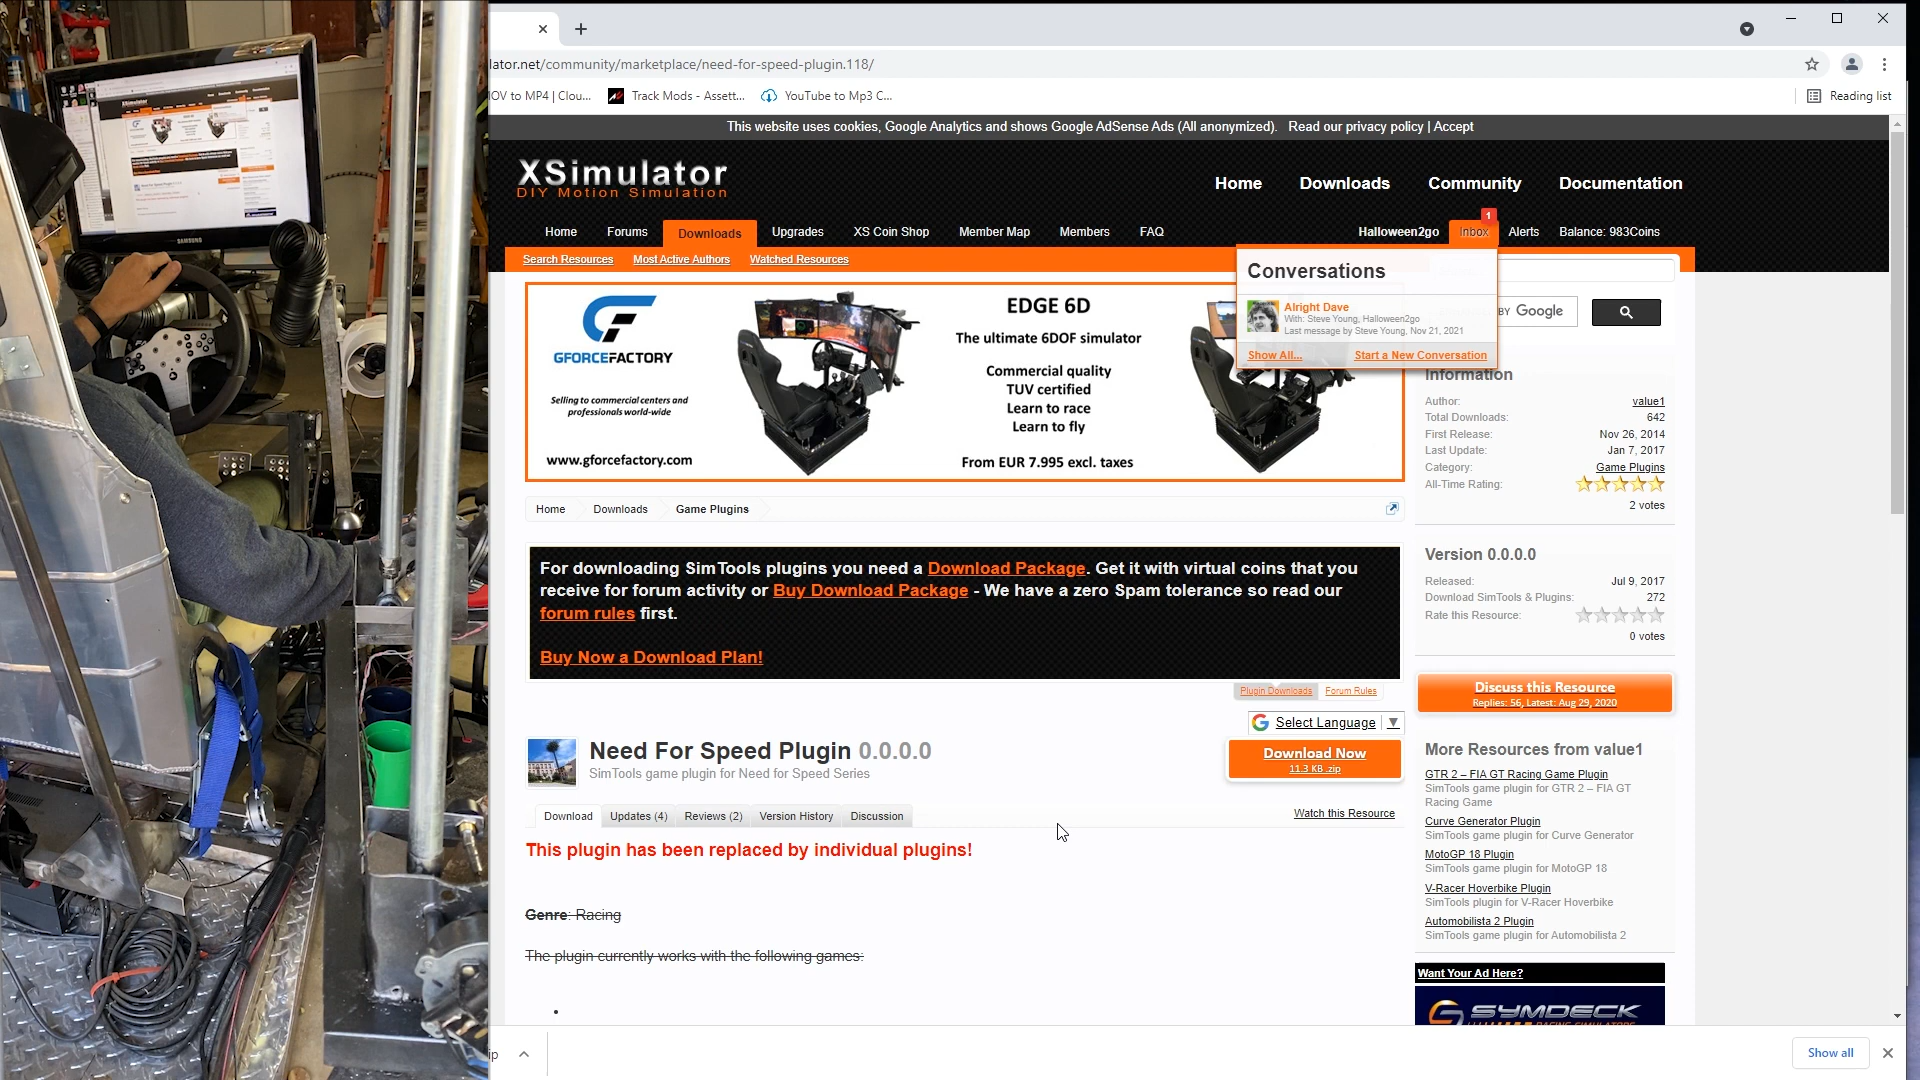 lator.net/community/marketplace/need-for-speed-plugin.118/
OV to MP4 | Clou...
Track Mods - Assett...
YouTube to Mp3 C...
Reading list
This website uses cookies, Google Analytics and shows Google AdSense Ads (All anonymized). Read our privacy policy | Accept
XSimulator
DIY Motion Simulation
Home Downloads Community Documentation
Home Forums Downloads Upgrades XS Coin Shop Member Map Members FAQ
Halloween2go Inbox 1 Alerts Balance: 983Coins
Search Resources Most Active Authors Watched Resources
Conversations
Alright Dave
With: Steve Young, Halloween2go
Last message by Steve Young, Nov 21, 2021
Show All... Start a New Conversation
BY Google
GFORCEFACTORY
Selling to commercial centers and
professionals world-wide
www.gforcefactory.com
EDGE 6D
The ultimate 6DOF simulator
Commercial quality
TUV certified
Learn to race
Learn to fly
From EUR 7.995 excl. taxes
Home Downloads Game Plugins
For downloading SimTools plugins you need a Download Package. Get it with virtual coins that you
receive for forum activity or Buy Download Package - We have a zero Spam tolerance so read our
forum rules first.
Buy Now a Download Plan!
Plugin Downloads Forum Rules
Select Language ▼
Need For Speed Plugin 0.0.0.0
SimTools game plugin for Need for Speed Series
Download Now
11.3 KB .zip
Download Updates (4) Reviews (2) Version History Discussion
Watch this Resource
This plugin has been replaced by individual plugins!
Genre: Racing
The plugin currently works with the following games:
Information
Author: value1
Total Downloads: 642
First Release: Nov 26, 2014
Last Update: Jan 7, 2017
Category: Game Plugins
All-Time Rating:
2 votes
Version 0.0.0.0
Released: Jul 9, 2017
Download SimTools & Plugins: 272
Rate this Resource:
0 votes
Discuss this Resource
Replies: 56, Latest: Aug 29, 2020
More Resources from value1
GTR 2 – FIA GT Racing Game Plugin
SimTools game plugin for GTR 2 – FIA GT
Racing Game
Curve Generator Plugin
SimTools game plugin for Curve Generator
MotoGP 18 Plugin
SimTools game plugin for MotoGP 18
V-Racer Hoverbike Plugin
SimTools plugin for V-Racer Hoverbike
Automobilista 2 Plugin
SimTools game plugin for Automobilista 2
Want Your Ad Here?
SYMDECK
ip
Show all
SAMSUNG
XSimulator